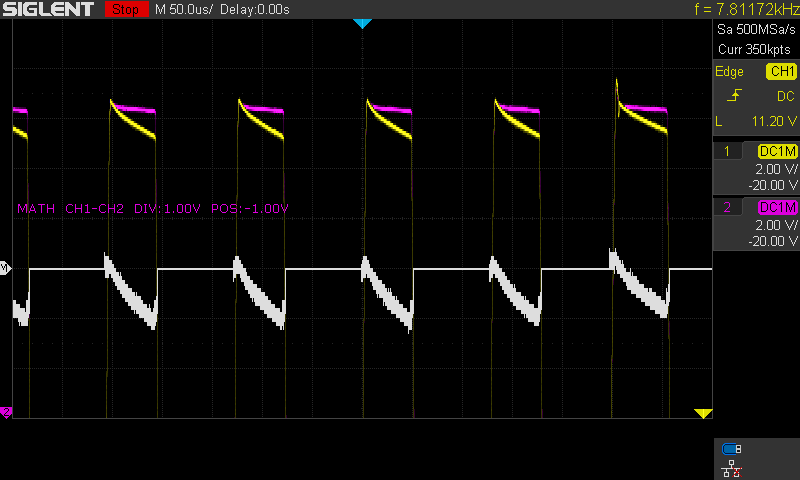 SIGLENT Stop M 50.0us/ Delay:0.00s f = 7.81172kHz
Sa 500MSa/s
Curr 350kpts
Edge CH1
DC
L 11.20 V
1 DC1M
2.00 V/
-20.00 V
2 DC1M
2.00 V/
-20.00 V
MATH CH1-CH2 DIV:1.00V POS:-1.00V
M
2